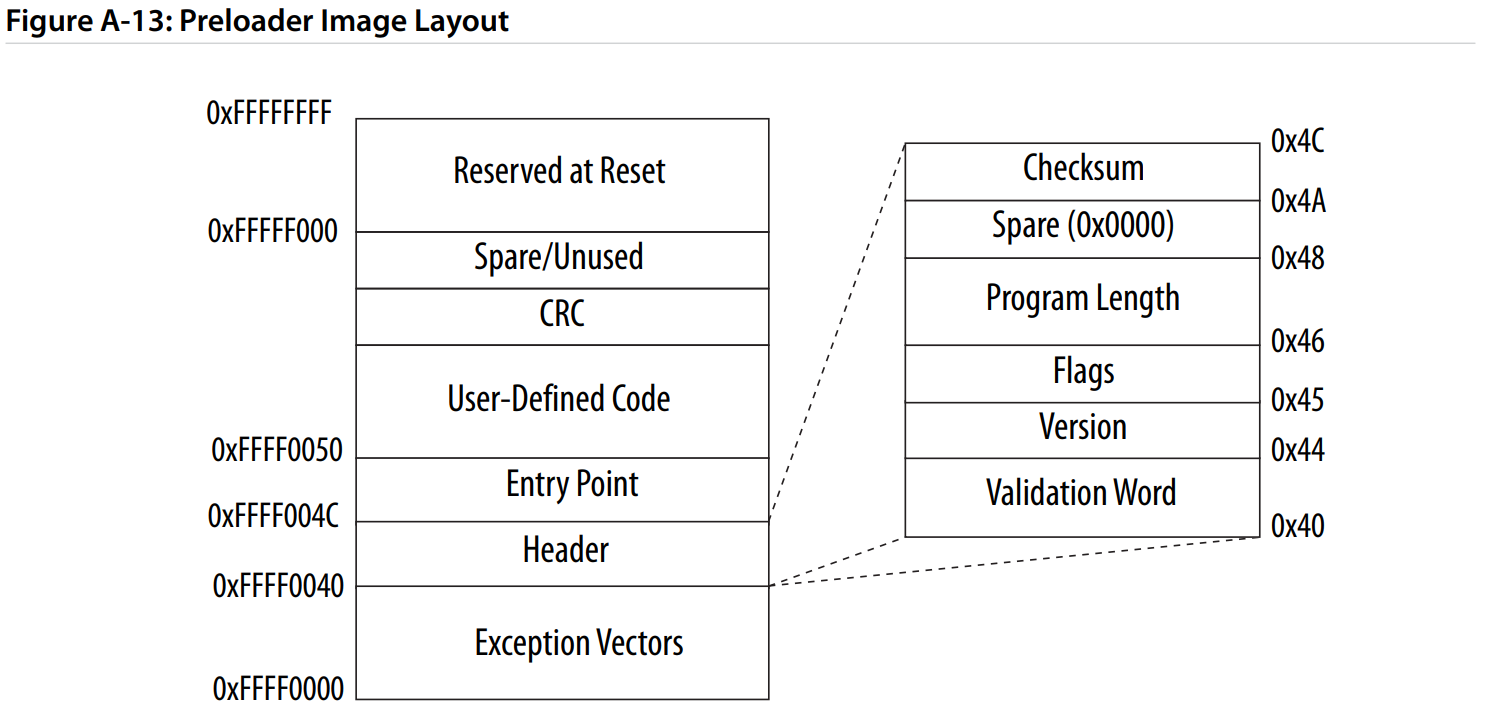 Figure A-13: Preloader Image Layout
0xFFFFFFFF
Reserved at Reset
0xFFFFF000
Spare/Unused
CRC
User-Defined Code
0xFFFF0050
Entry Point
0xFFFF004C
Header
0xFFFF0040
Exception Vectors
0xFFFF0000
0x4C
Checksum
0x4A
Spare (0x0000)
0x48
Program Length
0x46
Flags
0x45
Version
0x44
Validation Word
0x40